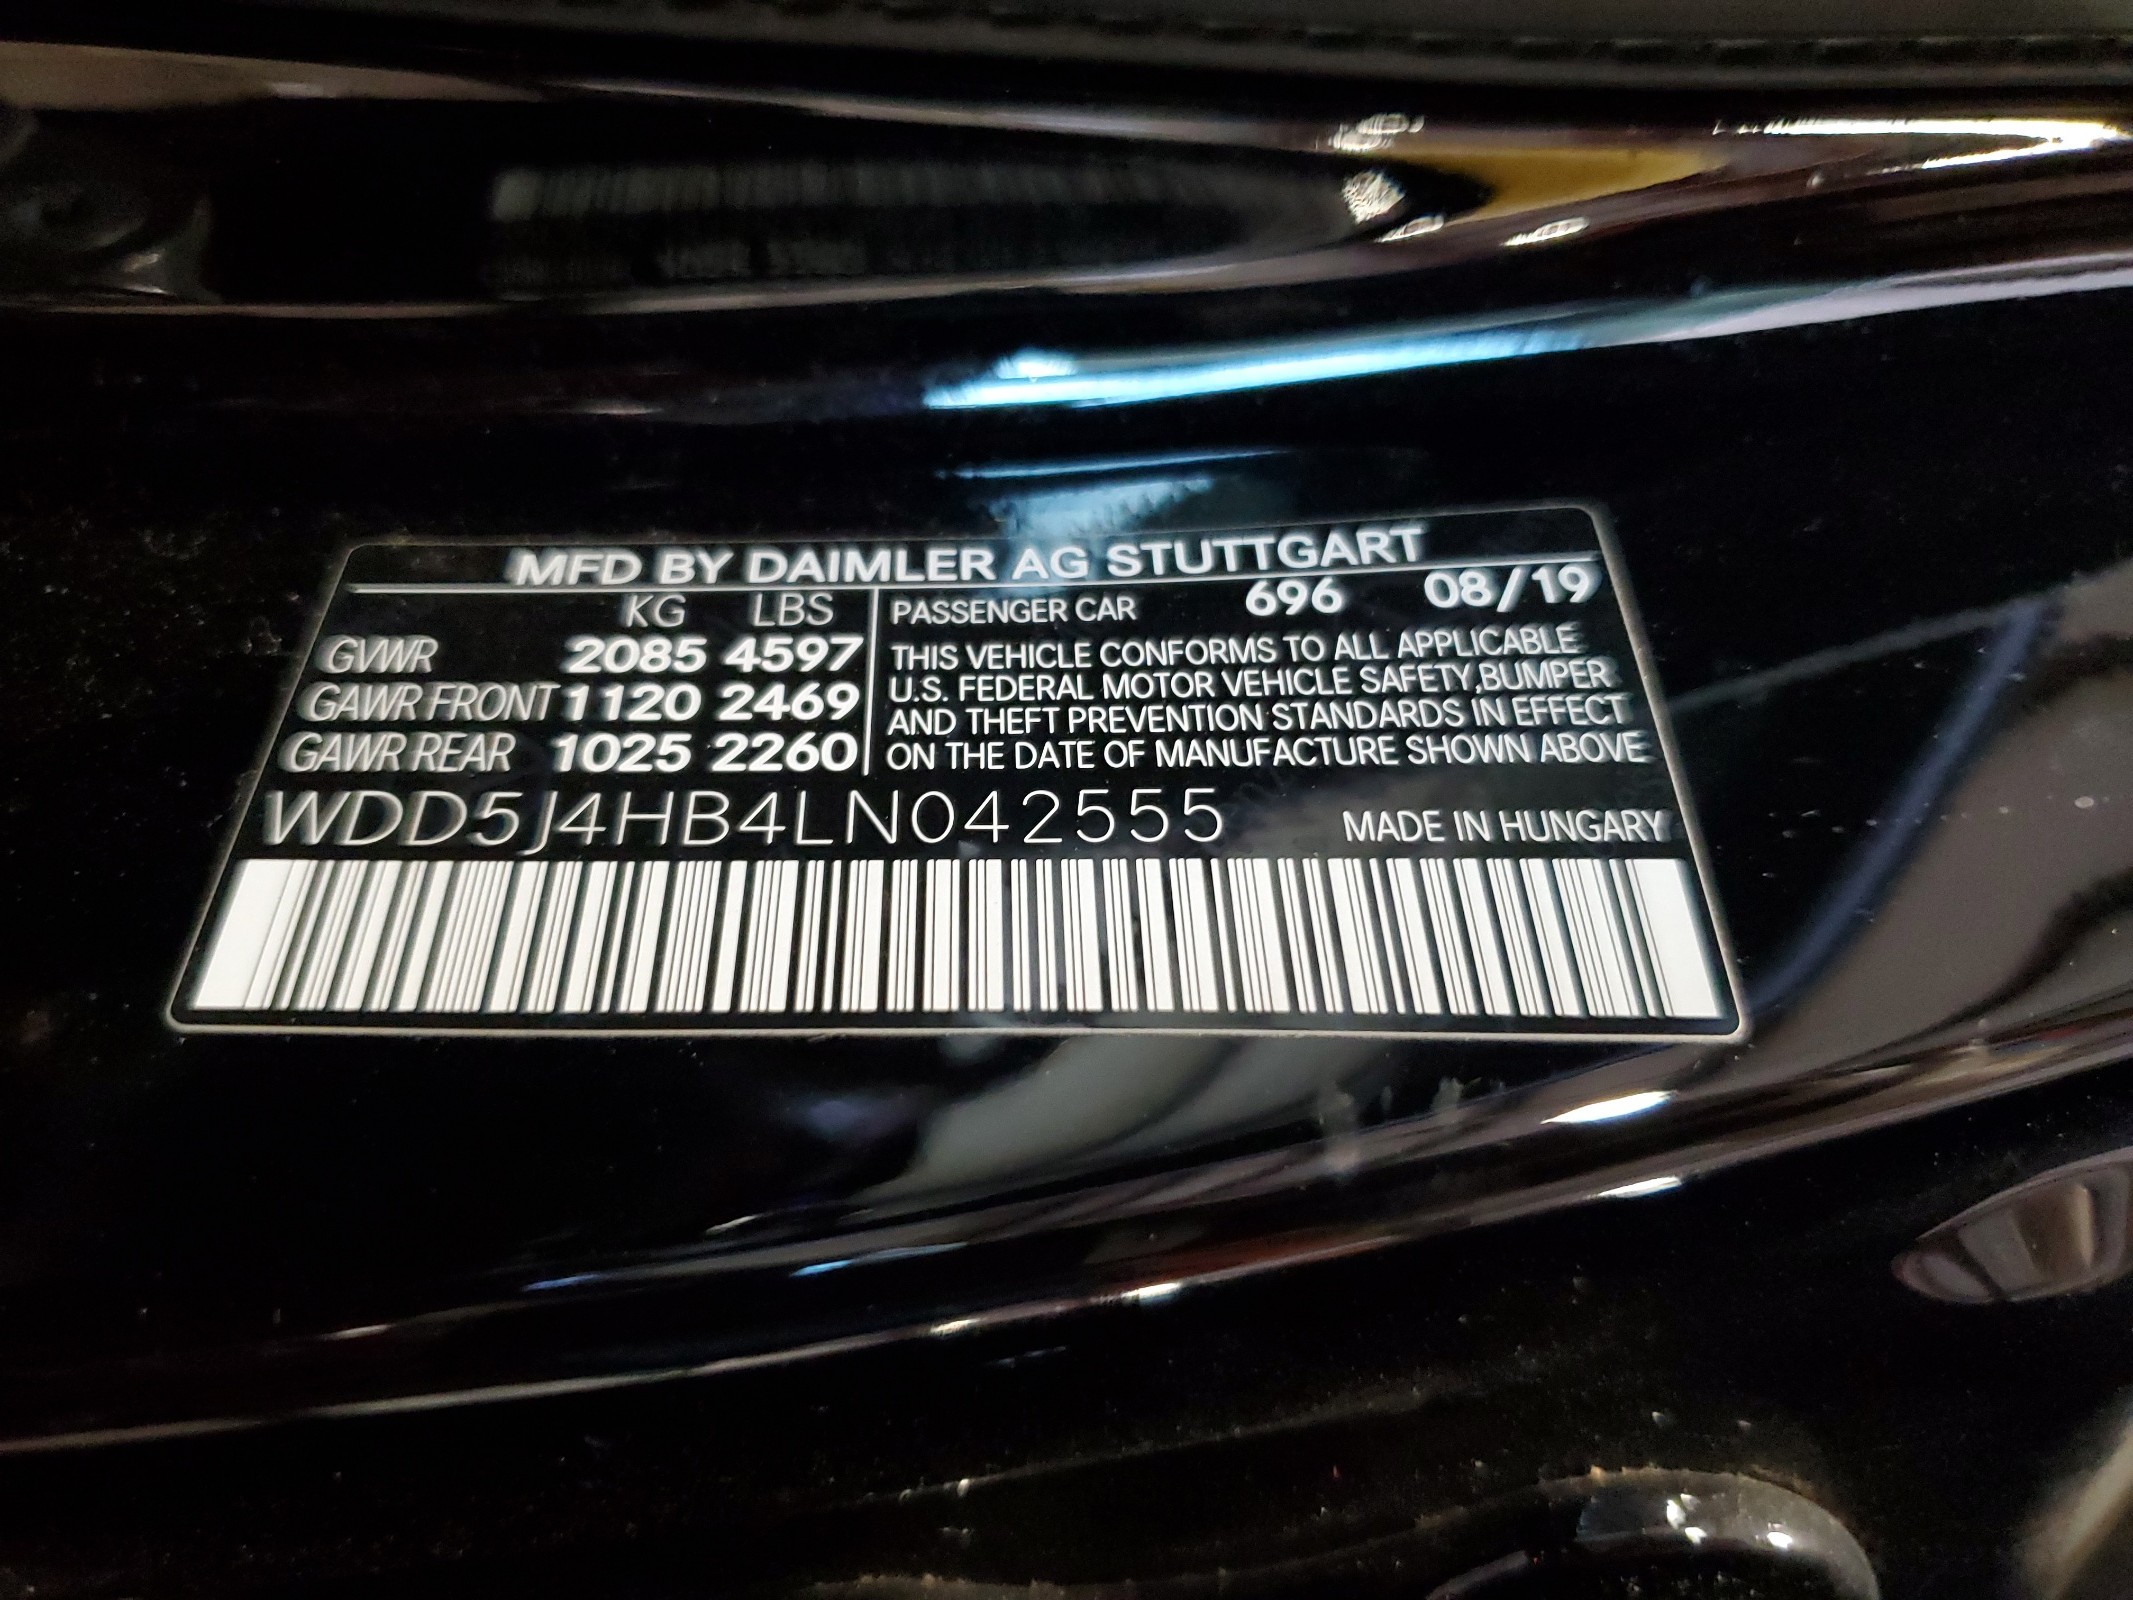 MFD BY DAIMLER AG STUTTGART
KG LBS
GVWR 2085 4597
GAWR FRONT 1120 2469
GAWR REAR 1025 2260
PASSENGER CAR 696 08/19
THIS VEHICLE CONFORMS TO ALL APPLICABLE
U.S. FEDERAL MOTOR VEHICLE SAFETY,BUMPER
AND THEFT PREVENTION STANDARDS IN EFFECT
ON THE DATE OF MANUFACTURE SHOWN ABOVE
WDD5J4HB4LN042555 MADE IN HUNGARY